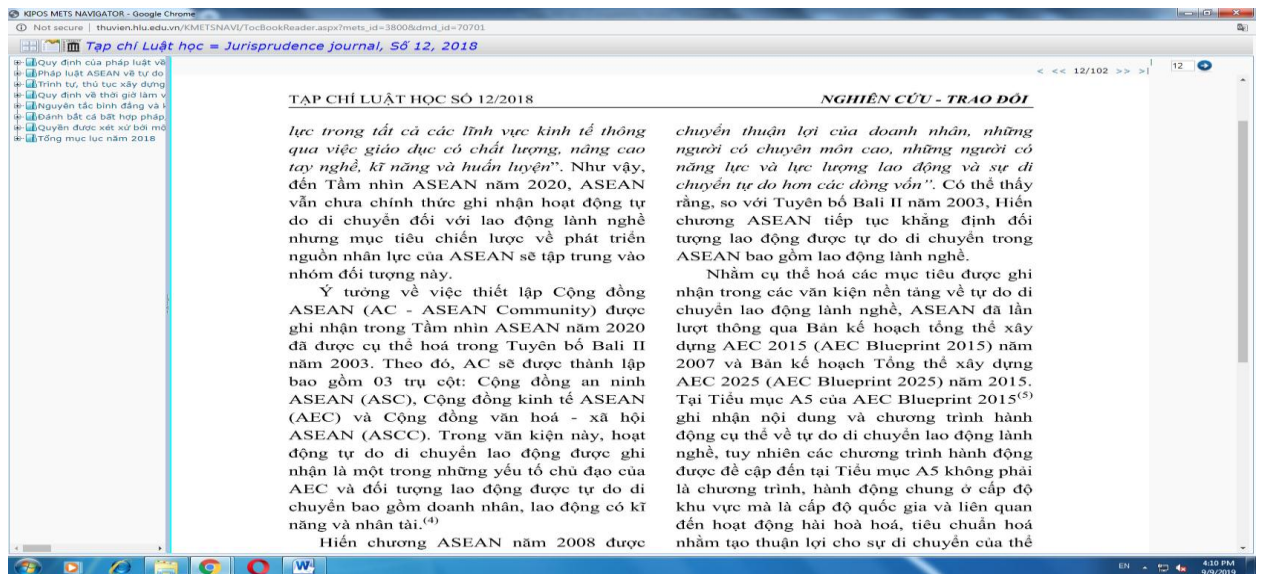 KIPOS METS NAVIGATOR - Google Chrome
Not secure | thuvien.hlu.edu.vn/KMETSNAVI/TocBookReader.aspx?mets_id=3800&dmd_id=70701
Tạp chí Luật học = Jurisprudence journal, Số 12, 2018
Quy định của pháp luật về
Pháp luật ASEAN về tự do
Trình tự, thủ tục xây dựng
Quy định về thời giờ làm v
Nguyên tắc bình đẳng và k
Đánh bắt cá bất hợp pháp,
Quyền được xét xử bởi mộ
Tổng mục lục năm 2018
< << 12/102 >> >| 12
TẠP CHÍ LUẬT HỌC SỐ 12/2018
NGHIÊN CỨU - TRAO ĐỔI
lực trong tất cả các lĩnh vực kinh tế thông
qua việc giáo dục có chất lượng, nâng cao
tay nghề, kĩ năng và huấn luyện”. Như vậy,
đến Tầm nhìn ASEAN năm 2020, ASEAN
vẫn chưa chính thức ghi nhận hoạt động tự
do di chuyển đối với lao động lành nghề
nhưng mục tiêu chiến lược về phát triển
nguồn nhân lực của ASEAN sẽ tập trung vào
nhóm đối tượng này.
Ý tưởng về việc thiết lập Cộng đồng
ASEAN (AC - ASEAN Community) được
ghi nhận trong Tầm nhìn ASEAN năm 2020
đã được cụ thể hoá trong Tuyên bố Bali II
năm 2003. Theo đó, AC sẽ được thành lập
bao gồm 03 trụ cột: Cộng đồng an ninh
ASEAN (ASC), Cộng đồng kinh tế ASEAN
(AEC) và Cộng đồng văn hoá - xã hội
ASEAN (ASCC). Trong văn kiện này, hoạt
động tự do di chuyển lao động được ghi
nhận là một trong những yếu tố chủ đạo của
AEC và đối tượng lao động được tự do di
chuyển bao gồm doanh nhân, lao động có kĩ
năng và nhân tài.(4)
Hiến chương ASEAN năm 2008 được
chuyển thuận lợi của doanh nhân, những
người có chuyên môn cao, những người có
năng lực và lực lượng lao động và sự di
chuyển tự do hơn các dòng vốn”. Có thể thấy
rằng, so với Tuyên bố Bali II năm 2003, Hiến
chương ASEAN tiếp tục khẳng định đối
tượng lao động được tự do di chuyển trong
ASEAN bao gồm lao động lành nghề.
Nhằm cụ thể hoá các mục tiêu được ghi
nhận trong các văn kiện nền tảng về tự do di
chuyển lao động lành nghề, ASEAN đã lần
lượt thông qua Bản kế hoạch tổng thể xây
dựng AEC 2015 (AEC Blueprint 2015) năm
2007 và Bản kế hoạch Tổng thể xây dựng
AEC 2025 (AEC Blueprint 2025) năm 2015.
Tại Tiểu mục A5 của AEC Blueprint 2015(5)
ghi nhận nội dung và chương trình hành
động cụ thể về tự do di chuyển lao động lành
nghề, tuy nhiên các chương trình hành động
được đề cập đến tại Tiểu mục A5 không phải
là chương trình, hành động chung ở cấp độ
khu vực mà là cấp độ quốc gia và liên quan
đến hoạt động hài hoà hoá, tiêu chuẩn hoá
nhằm tạo thuận lợi cho sự di chuyển của thể
EN
4:10 PM
9/9/2019